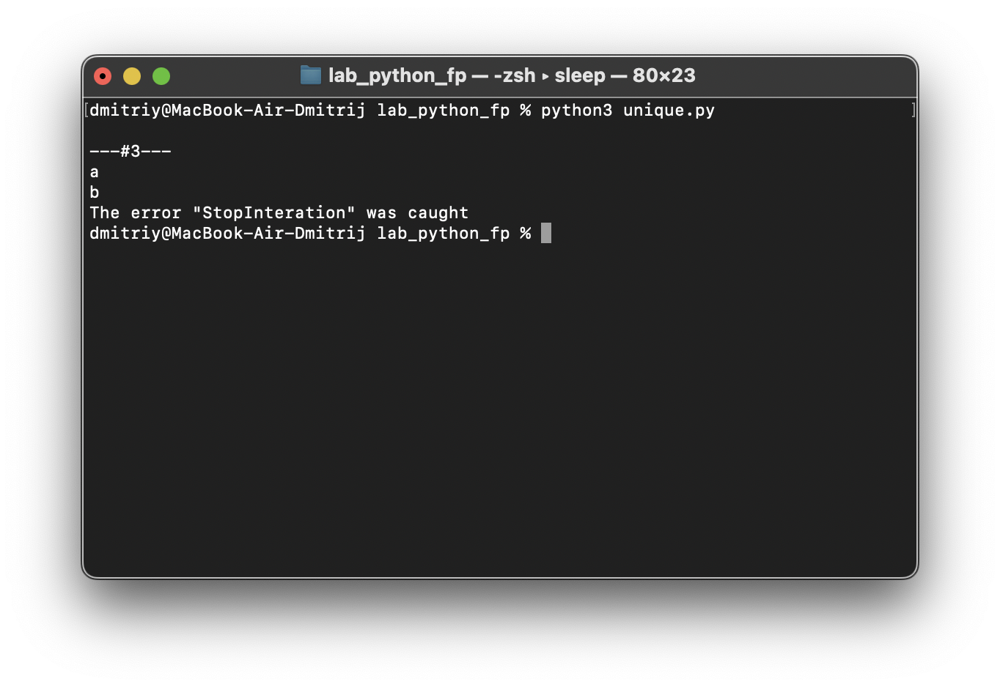 lab_python_fp — -zsh ▸ sleep — 80×23
[dmitriy@MacBook-Air-Dmitrij lab_python_fp % python3 unique.py ]
---#3---
a
b
The error "StopInteration" was caught
dmitriy@MacBook-Air-Dmitrij lab_python_fp %